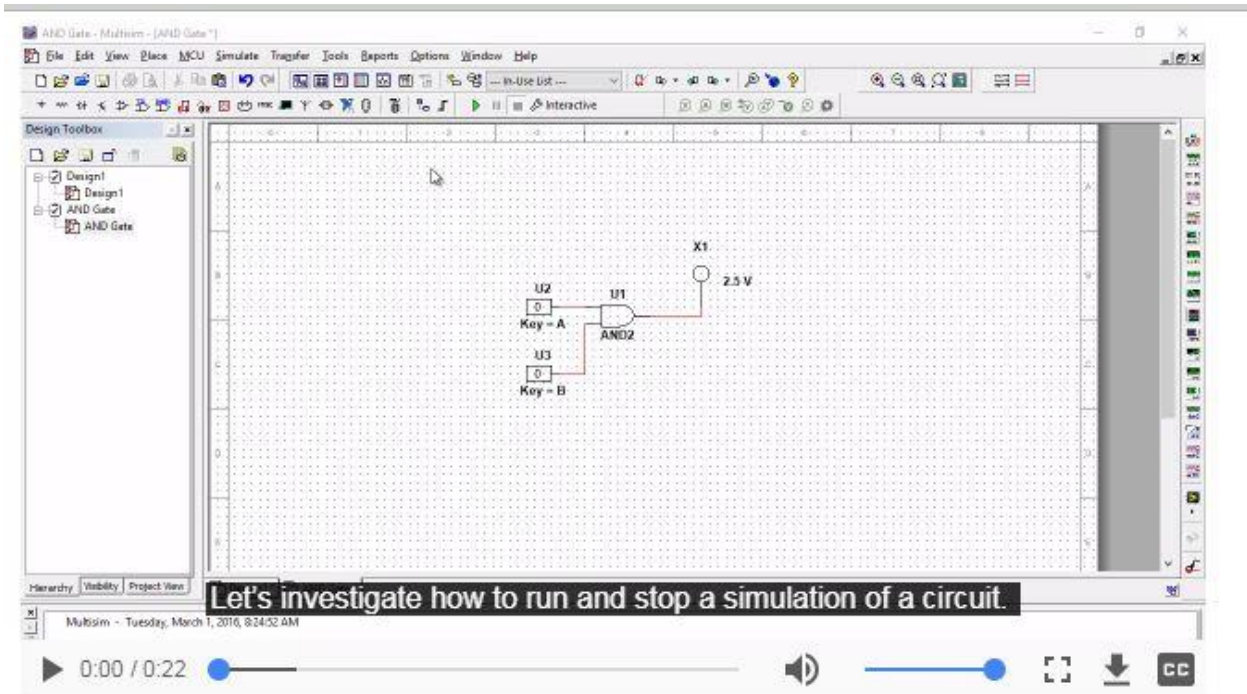 AND Gate - Multisim - [AND Gate *]
File Edit View Place MCU Simulate Transfer Tools Reports Options Window Help
--- In-Use List ---
Interactive
Design Toolbox
Design1
Design1
AND Gate
AND Gate
X1
2.5 V
U2
U1
0
Key = A
AND2
U3
0
Key = B
Hierarchy Visibility Project View
Let's investigate how to run and stop a simulation of a circuit.
Multisim - Tuesday, March 1, 2016, 8:24:52 AM
0:00 / 0:22
CC